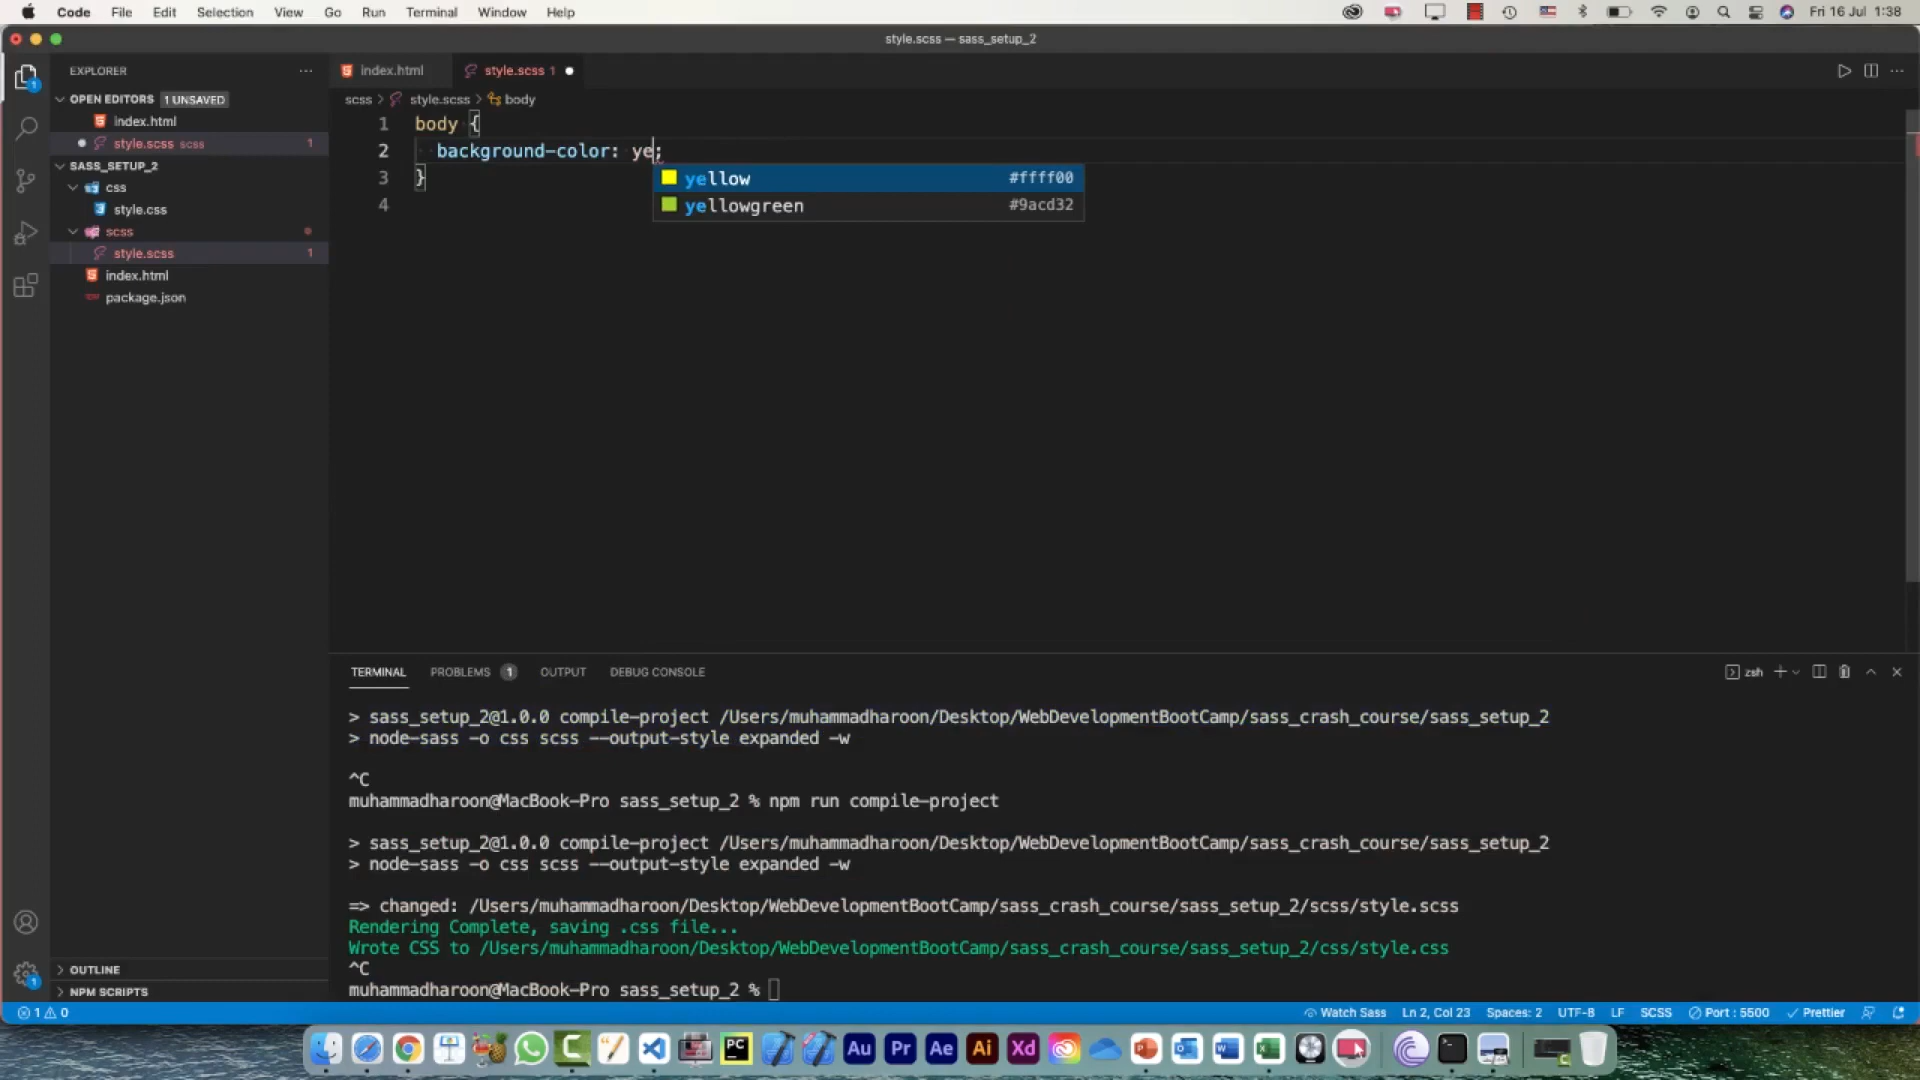 Code File Edit Selection View Go Run Terminal Window Help
Fri 16 Jul 1:38
style.scss — sass_setup_2
EXPLORER
index.html
style.scss 1
OPEN EDITORS 1 UNSAVED
index.html
style.scss scss 1
SASS_SETUP_2
css
style.css
scss
style.scss 1
index.html
package.json
OUTLINE
NPM SCRIPTS
scss > style.scss > body
1 body {
2 background-color: ye;
3 }
4
yellow #ffff00
yellowgreen #9acd32
TERMINAL PROBLEMS 1 OUTPUT DEBUG CONSOLE
zsh
> sass_setup_2@1.0.0 compile-project /Users/muhammadharoon/Desktop/WebDevelopmentBootCamp/sass_crash_course/sass_setup_2
> node-sass -o css scss --output-style expanded -w
^C
muhammadharoon@MacBook-Pro sass_setup_2 % npm run compile-project
> sass_setup_2@1.0.0 compile-project /Users/muhammadharoon/Desktop/WebDevelopmentBootCamp/sass_crash_course/sass_setup_2
> node-sass -o css scss --output-style expanded -w
=> changed: /Users/muhammadharoon/Desktop/WebDevelopmentBootCamp/sass_crash_course/sass_setup_2/scss/style.scss
Rendering Complete, saving .css file...
Wrote CSS to /Users/muhammadharoon/Desktop/WebDevelopmentBootCamp/sass_crash_course/sass_setup_2/css/style.css
^C
muhammadharoon@MacBook-Pro sass_setup_2 %
1 0
Watch Sass Ln 2, Col 23 Spaces: 2 UTF-8 LF SCSS Port : 5500 Prettier
PC Au Pr Ae Ai Xd